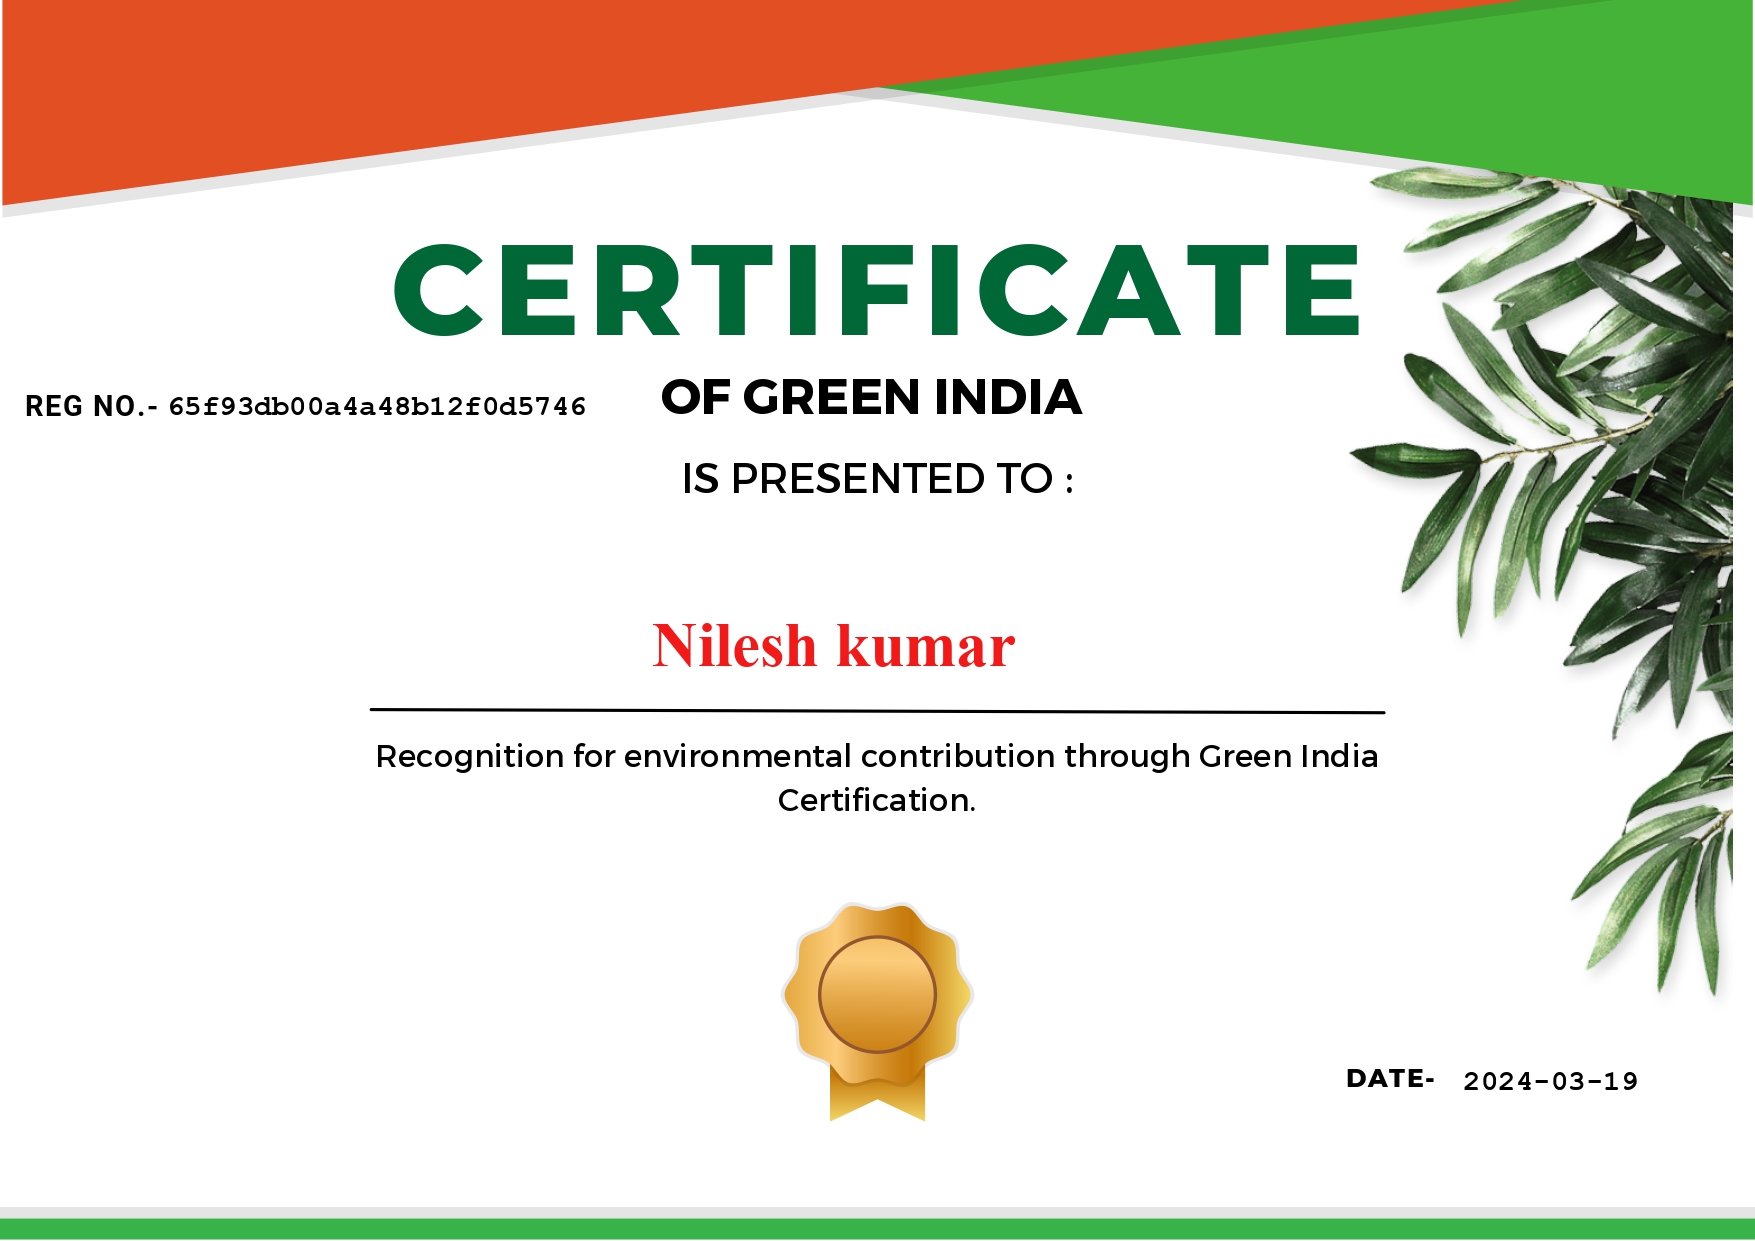 CERTIFICATE
OF GREEN INDIA
REG NO.- 65f93db00a4a48b12f0d5746
IS PRESENTED TO :
Nilesh kumar
Recognition for environmental contribution through Green India
Certification.
DATE- 2024-03-19